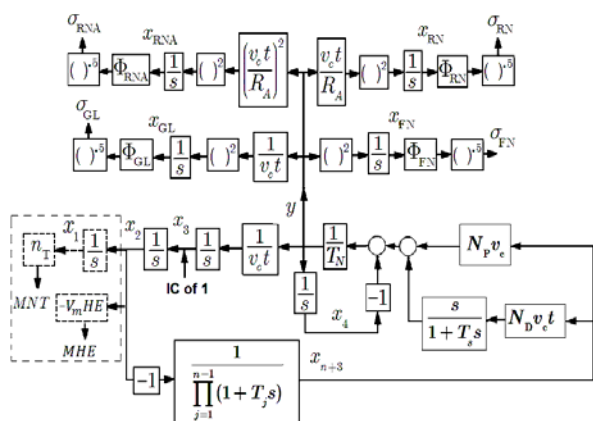 σ_RNA x_RNA x_RN σ_RN
( )^.5 Φ_RNA 1/s ( )^2 (v_c t/R_A)^2 v_c t/R_A ( )^2 1/s Φ_RN ( )^.5
σ_GL x_GL x_FN σ_FN
( )^.5 Φ_GL 1/s ( )^2 1/(v_c t) ( )^2 1/s Φ_FN ( )^.5
y
x_1 x_2 x_3
n_T 1/s 1/s 1/s 1/(v_c t) 1/T_N N_P v_c
IC of 1
MNT
1/s x_4 -1 s/(1+T_s s) N_D v_c t
-V_m HE
MHE
-1 1/∏_{j=1}^{n-1}(1+T_j s) x_{n+3}